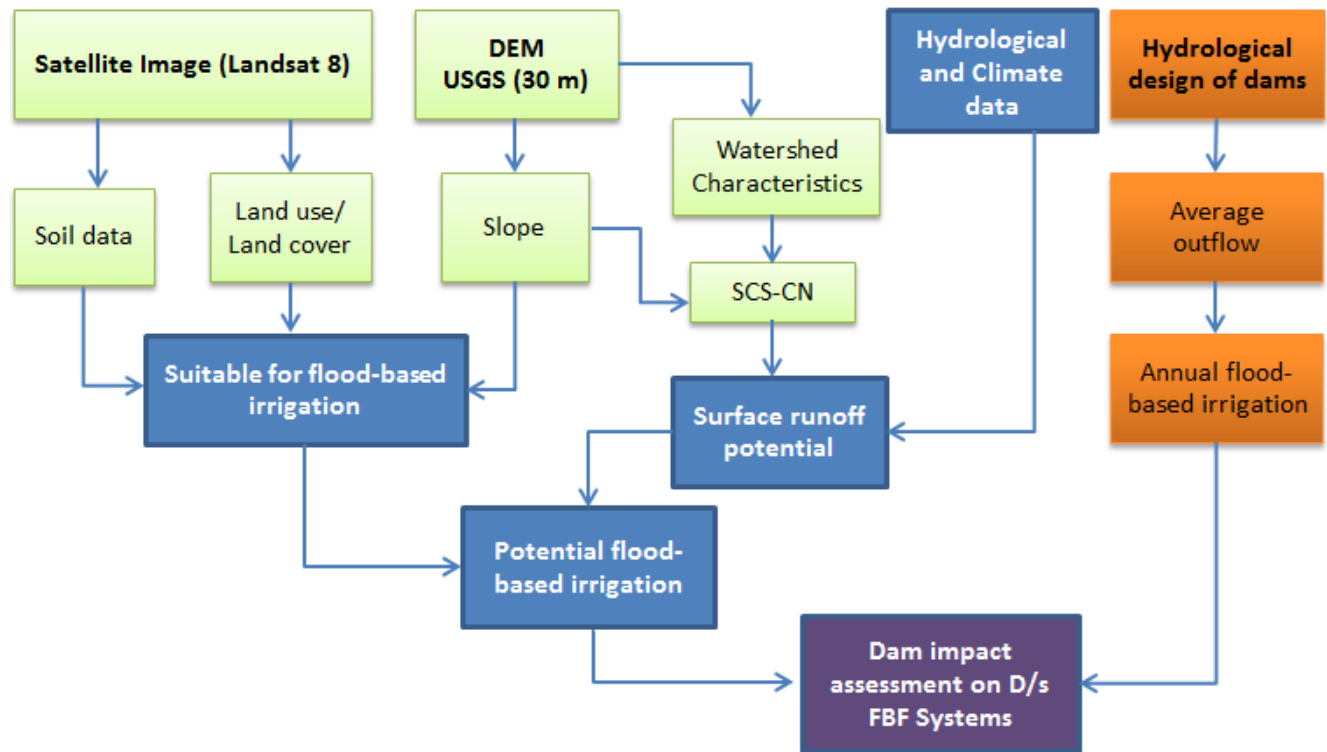 Satellite Image (Landsat 8)
DEM
USGS (30 m)
Hydrological
and Climate
data
Hydrological
design of dams
Watershed
Characteristics
Soil data
Land use/
Land cover
Slope
Average
outflow
SCS-CN
Suitable for flood-based
irrigation
Surface runoff
potential
Annual flood-
based irrigation
Potential flood-
based irrigation
Dam impact
assessment on D/s
FBF Systems